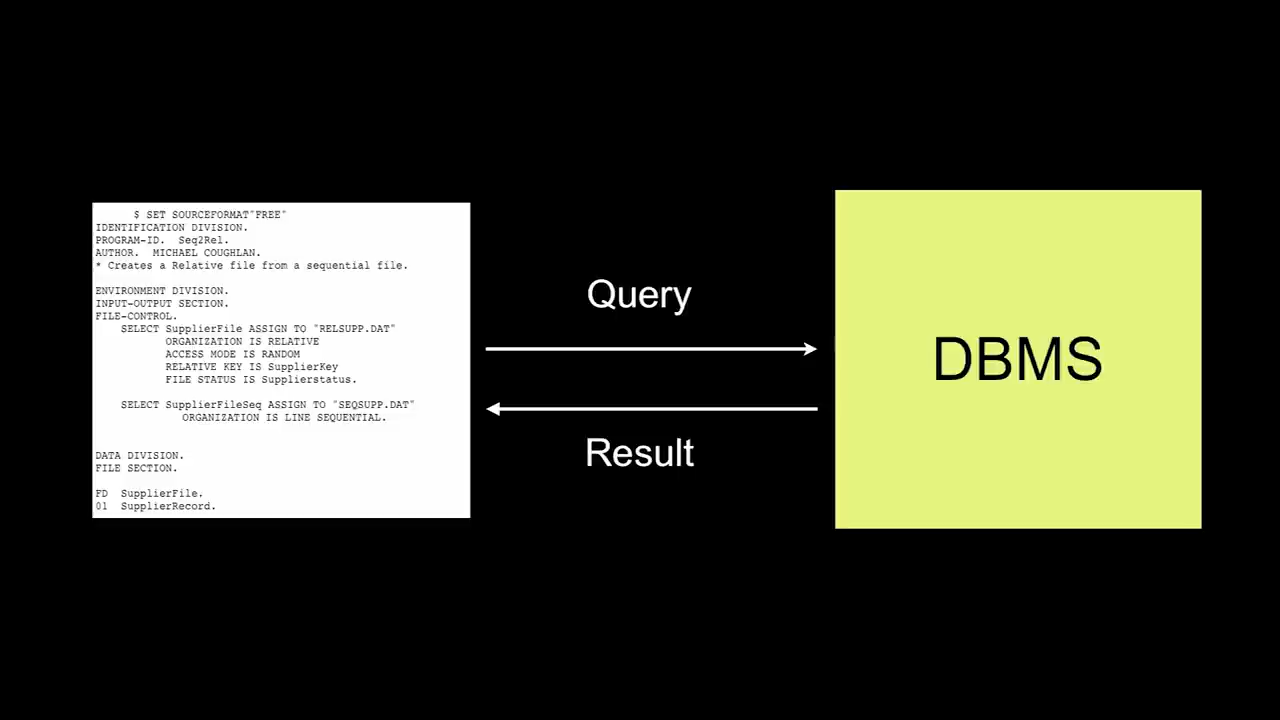 $ SET SOURCEFORMAT"FREE"
IDENTIFICATION DIVISION.
PROGRAM-ID. Seq2Rel.
AUTHOR. MICHAEL COUGHLAN.
* Creates a Relative file from a sequential file.
ENVIRONMENT DIVISION.
INPUT-OUTPUT SECTION.
FILE-CONTROL.
SELECT SupplierFile ASSIGN TO "RELSUPP.DAT"
ORGANIZATION IS RELATIVE
ACCESS MODE IS RANDOM
RELATIVE KEY IS SupplierKey
FILE STATUS IS Supplierstatus.
SELECT SupplierFileSeq ASSIGN TO "SEQSUPP.DAT"
ORGANIZATION IS LINE SEQUENTIAL.
DATA DIVISION.
FILE SECTION.
FD SupplierFile.
01 SupplierRecord.
Query
Result
DBMS